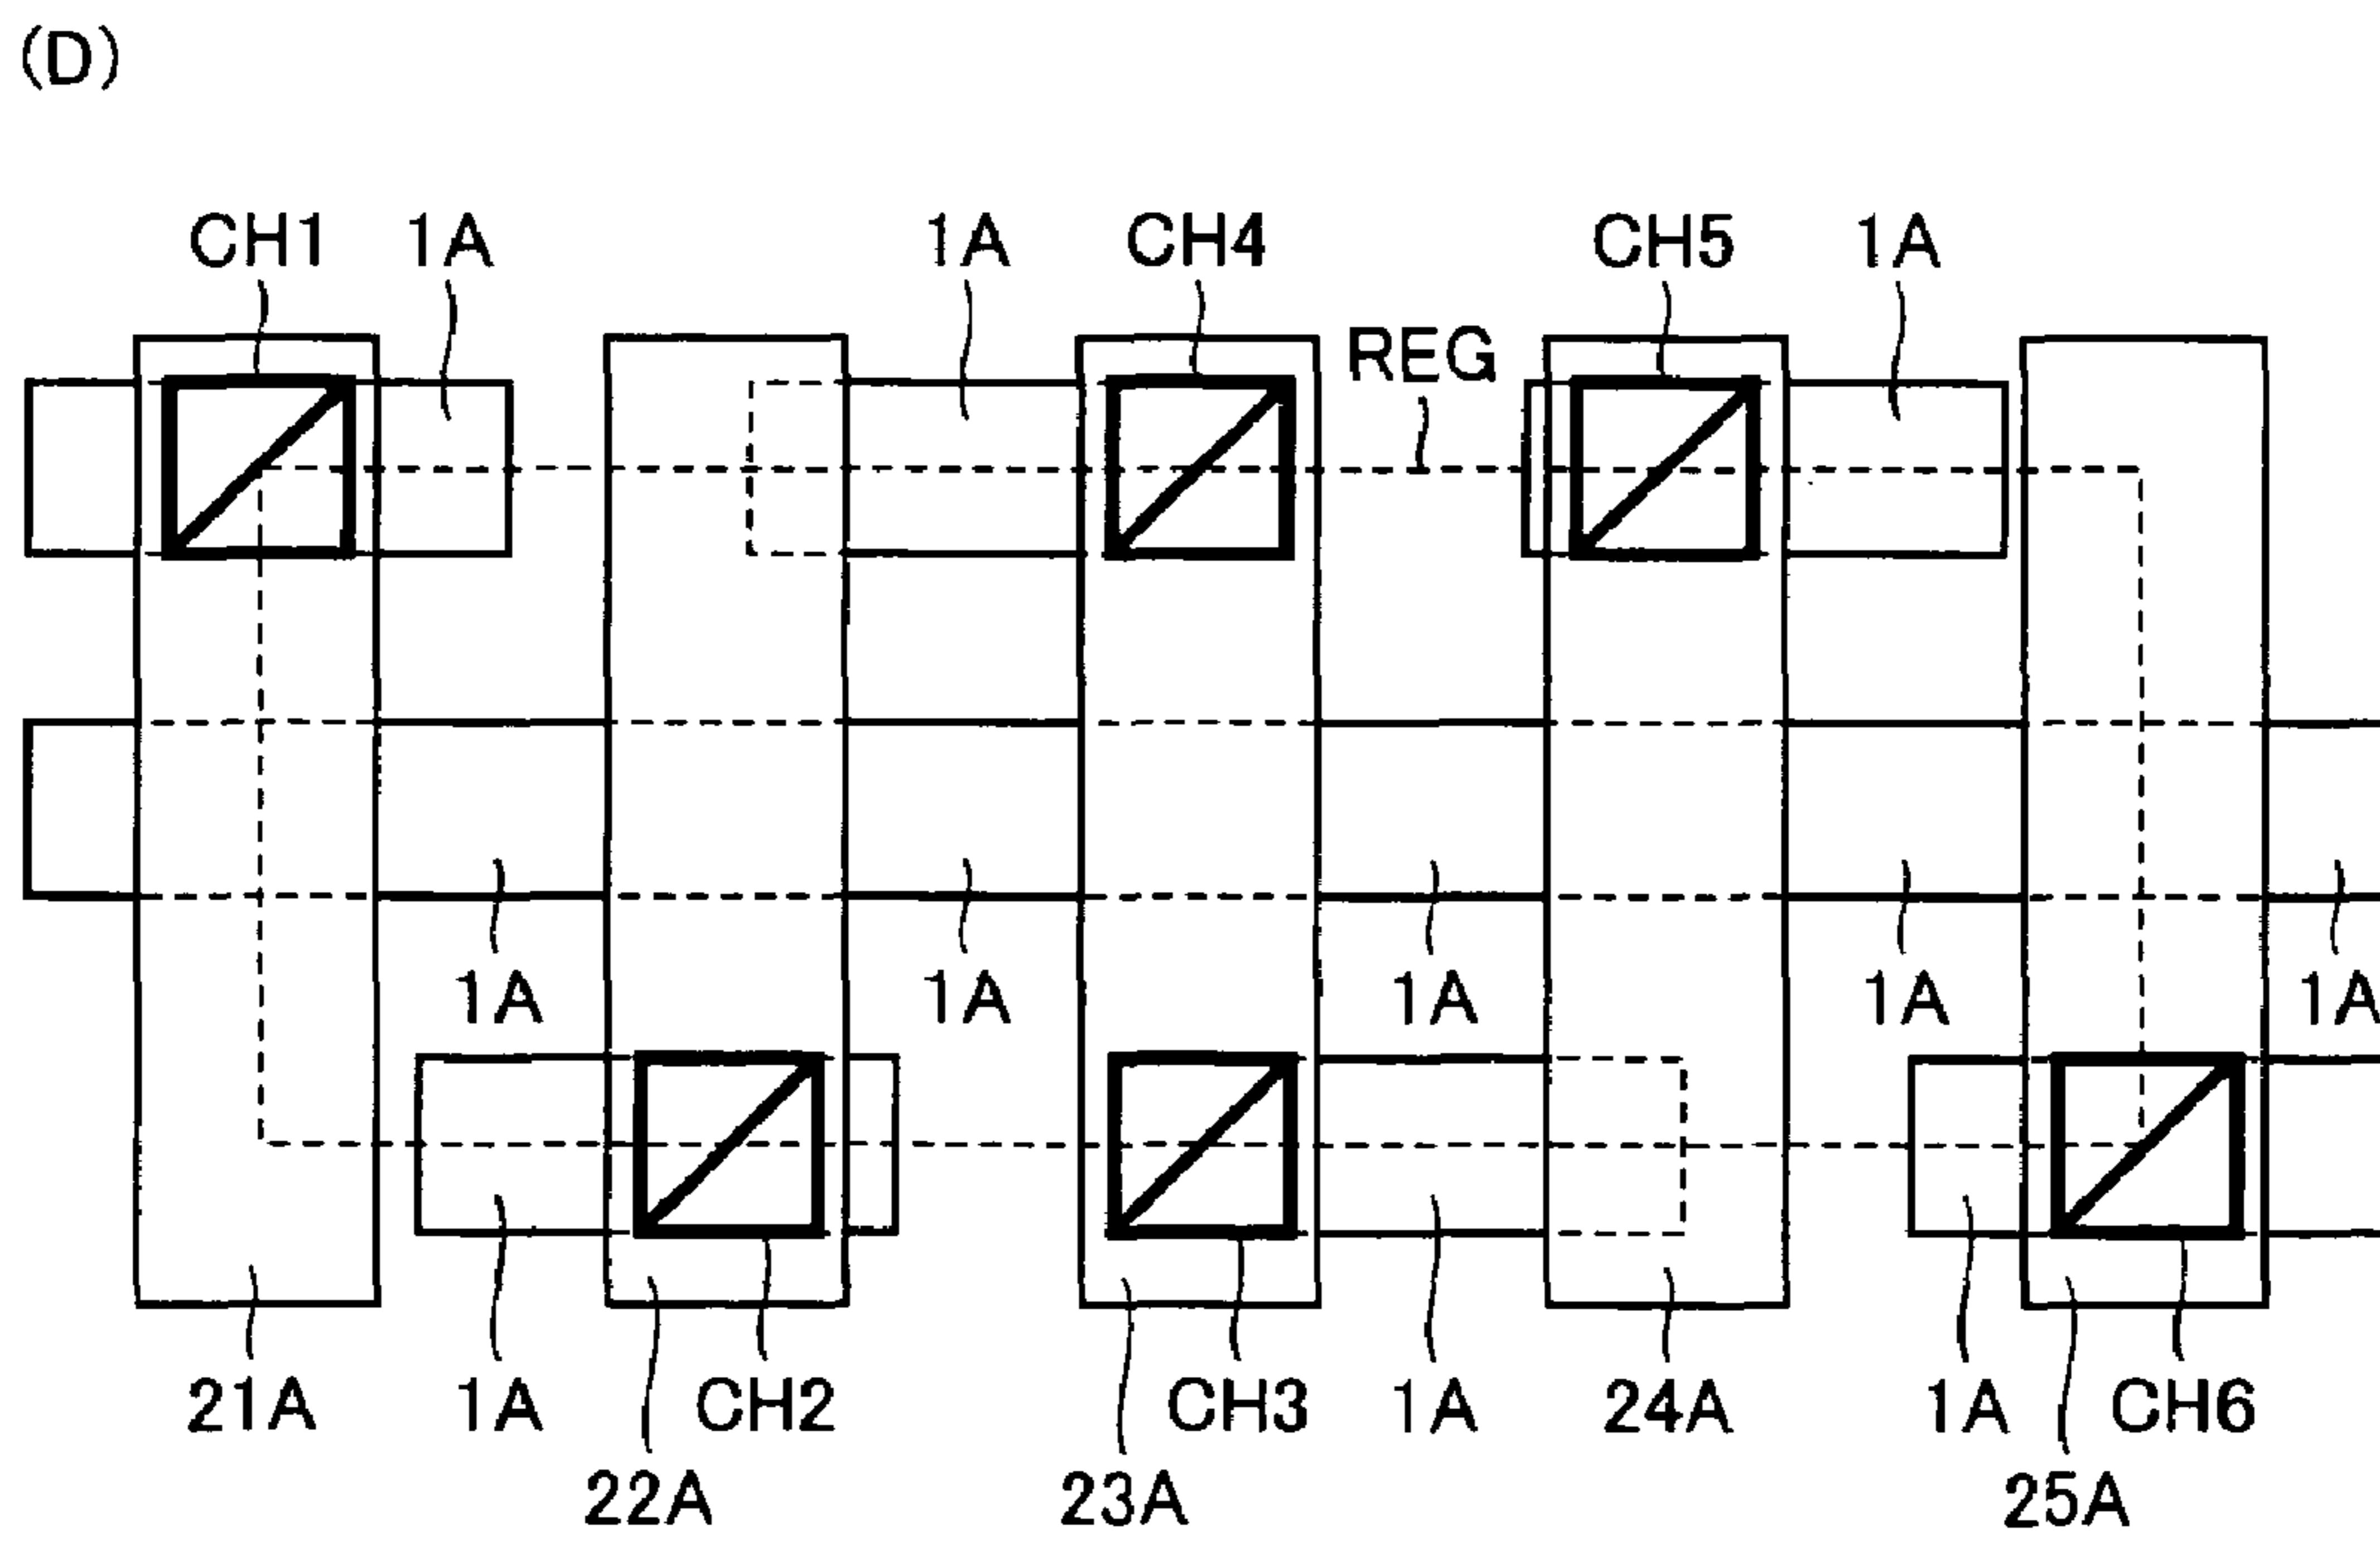 (D)
CH1 1A 1A CH4 CH5 1A
REG
1A 1A 1A 1A 1A
21A 1A CH2 CH3 1A 24A 1A CH6
22A 23A 25A